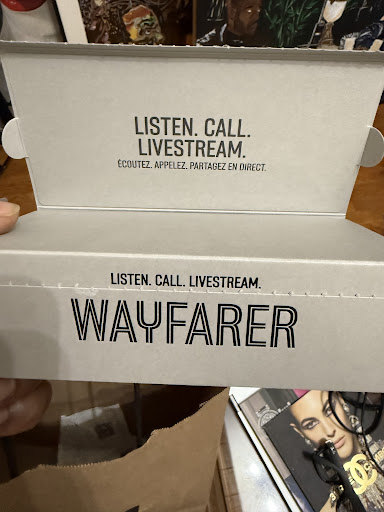 LISTEN. CALL.
LIVESTREAM.
ÉCOUTEZ. APPELEZ. PARTAGEZ EN DIRECT.
LISTEN. CALL. LIVESTREAM.
WAYFARER